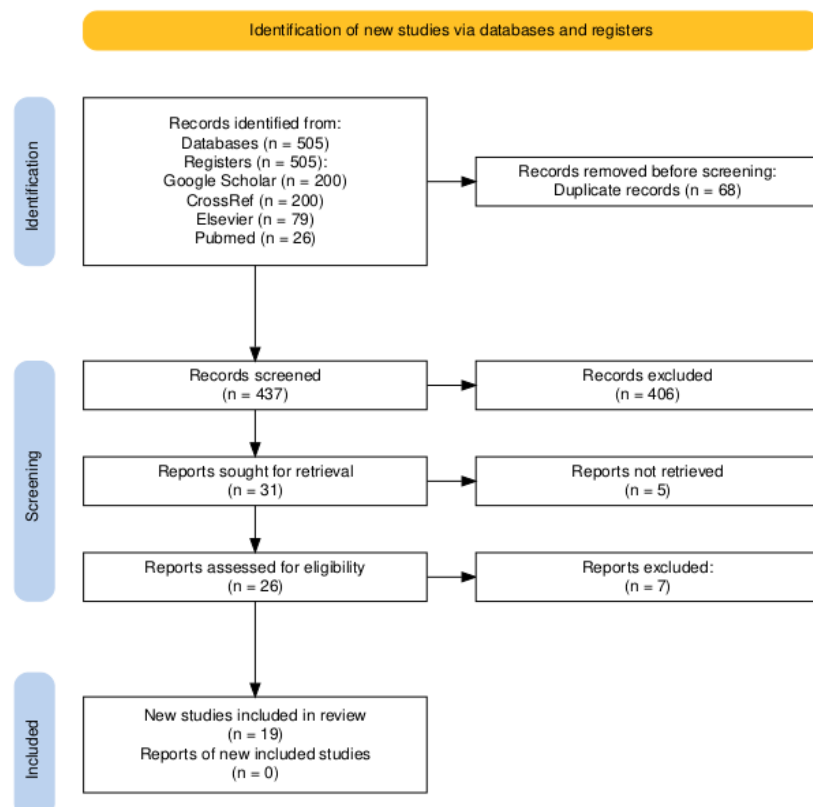 Identification of new studies via databases and registers
Identification
Records identified from:
Databases (n = 505)
Registers (n = 505):
Google Scholar (n = 200)
CrossRef (n = 200)
Elsevier (n = 79)
Pubmed (n = 26)
Records removed before screening:
Duplicate records (n = 68)
Screening
Records screened
(n = 437)
Records excluded
(n = 406)
Reports sought for retrieval
(n = 31)
Reports not retrieved
(n = 5)
Reports assessed for eligibility
(n = 26)
Reports excluded:
(n = 7)
Included
New studies included in review
(n = 19)
Reports of new included studies
(n = 0)